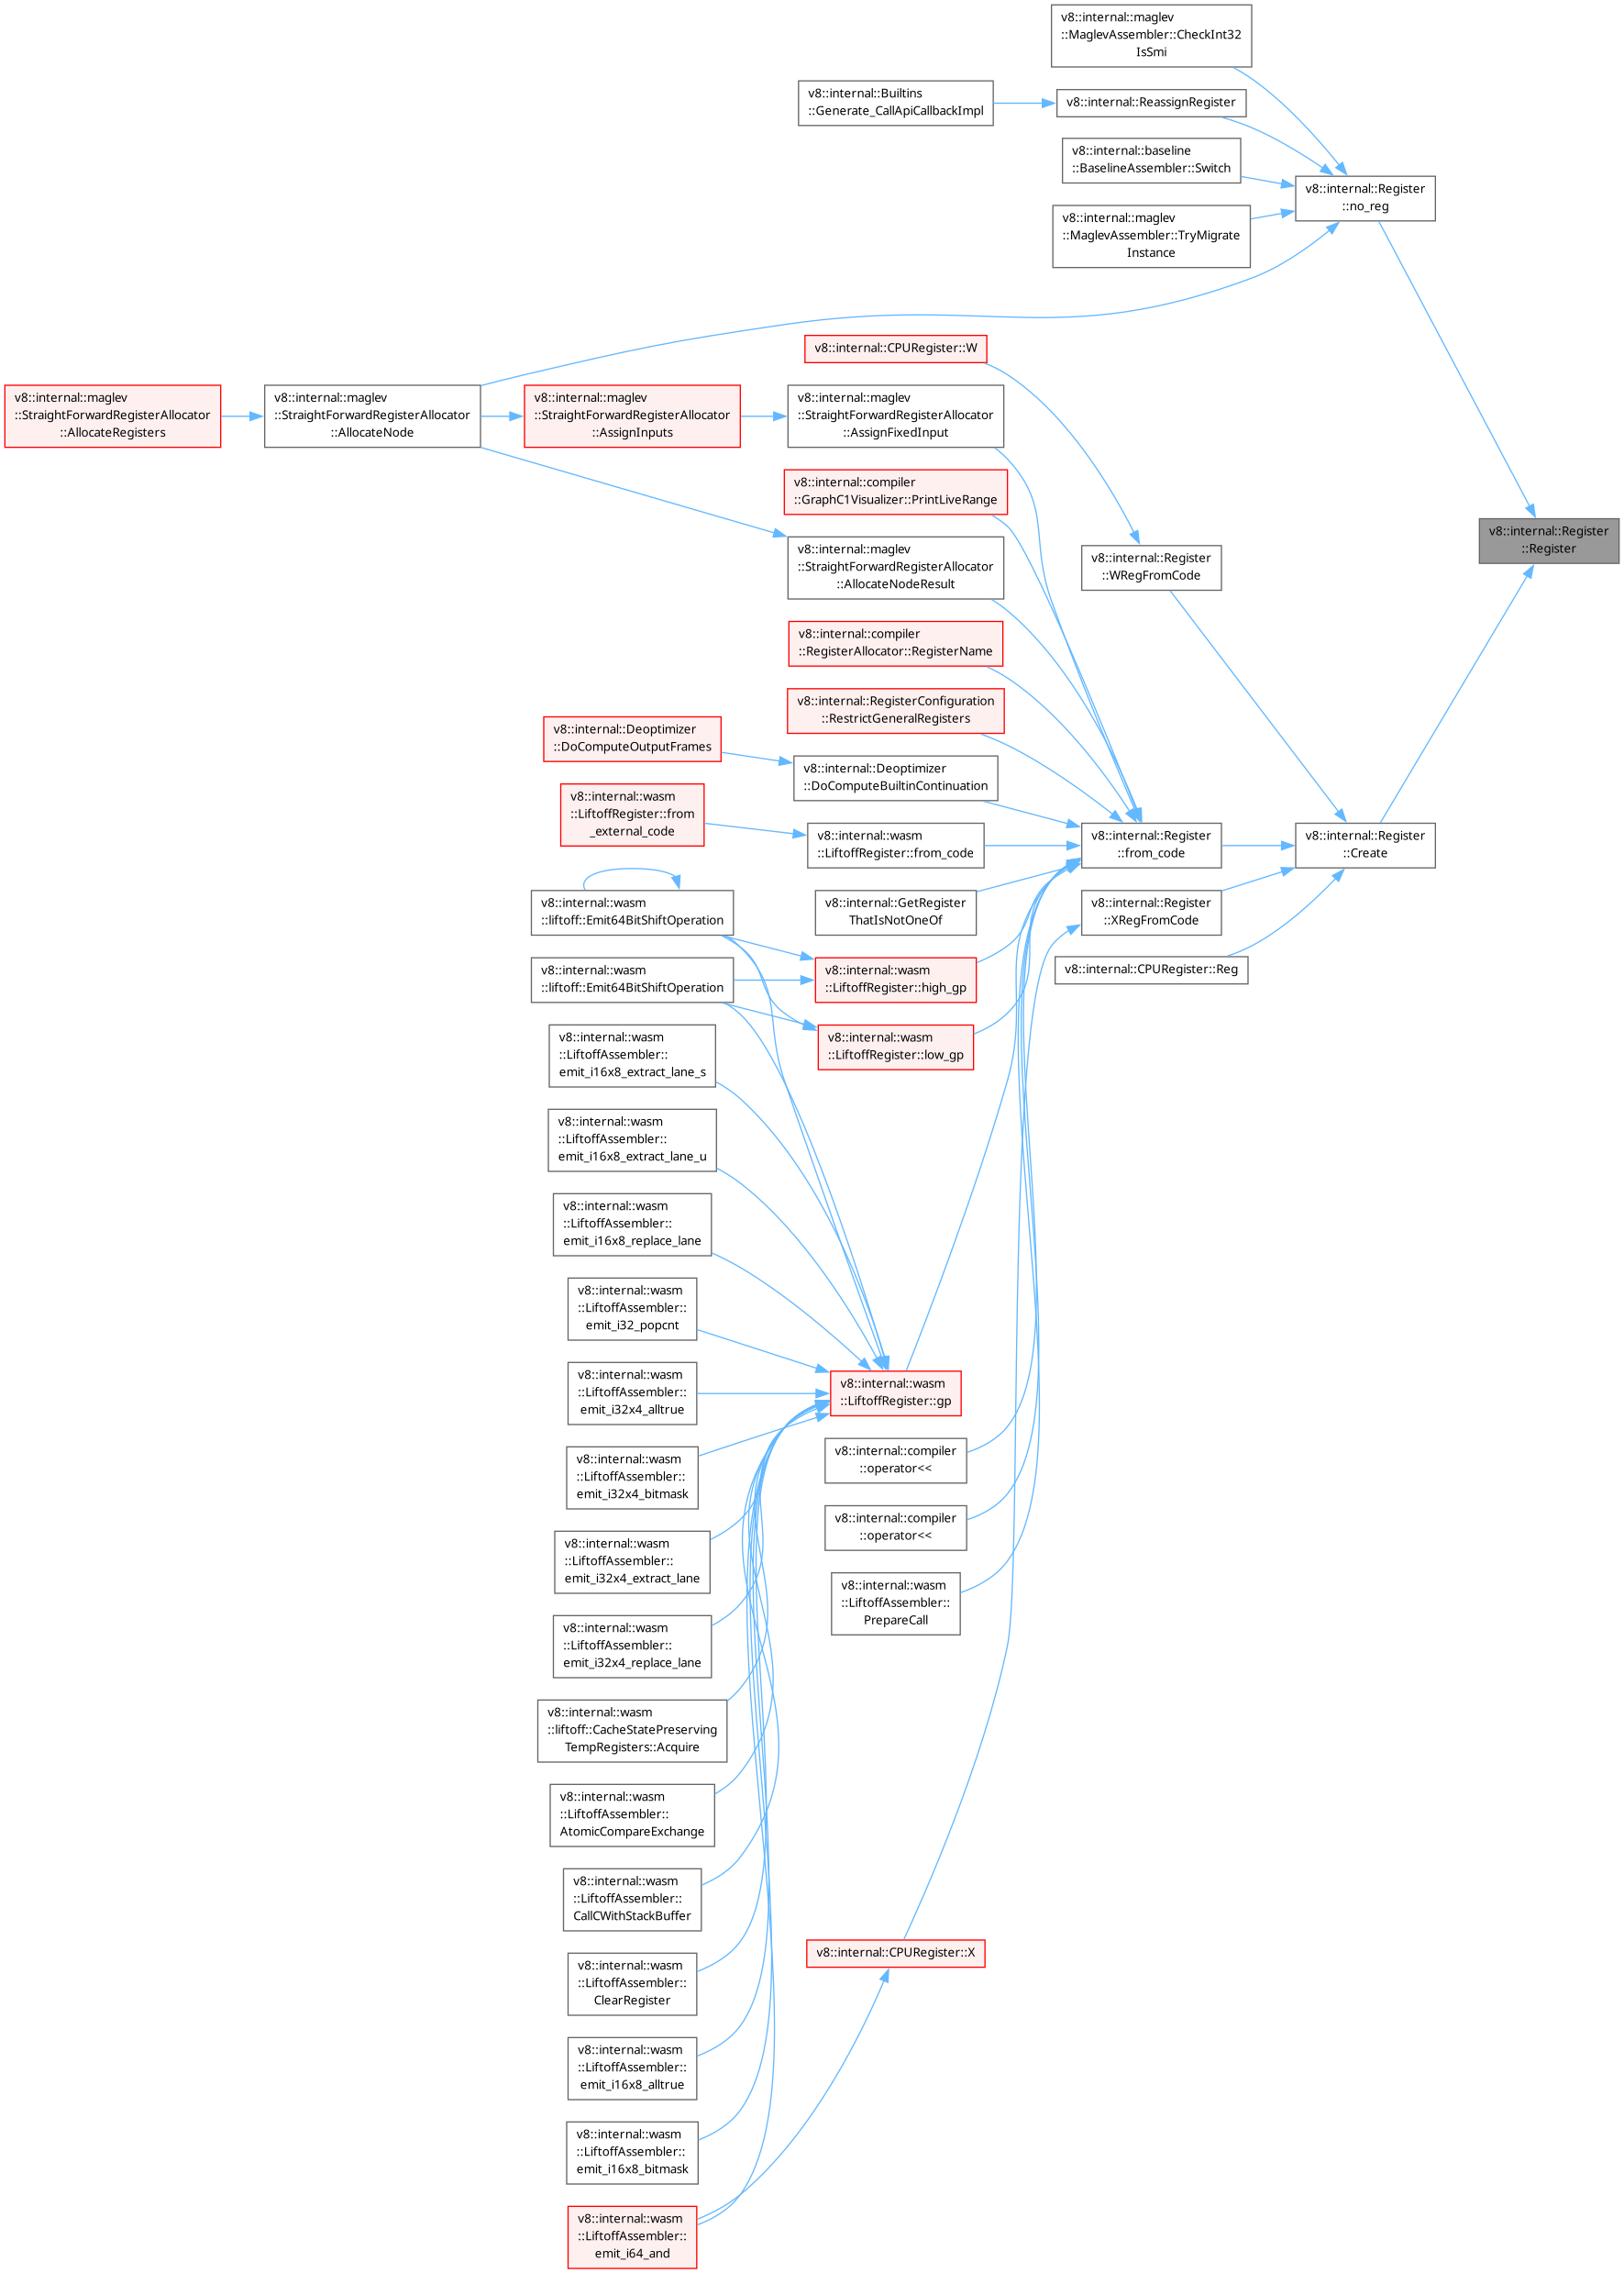 v8::internal::maglev
::MaglevAssembler::CheckInt32
IsSmi
v8::internal::Builtins
::Generate_CallApiCallbackImpl
v8::internal::ReassignRegister
v8::internal::baseline
::BaselineAssembler::Switch
v8::internal::Register
::no_reg
v8::internal::maglev
::MaglevAssembler::TryMigrate
Instance
v8::internal::CPURegister::W
v8::internal::maglev
::StraightForwardRegisterAllocator
::AllocateRegisters
v8::internal::maglev
::StraightForwardRegisterAllocator
::AllocateNode
v8::internal::maglev
::StraightForwardRegisterAllocator
::AssignInputs
v8::internal::maglev
::StraightForwardRegisterAllocator
::AssignFixedInput
v8::internal::compiler
::GraphC1Visualizer::PrintLiveRange
v8::internal::Register
::Register
v8::internal::maglev
::StraightForwardRegisterAllocator
::AllocateNodeResult
v8::internal::Register
::WRegFromCode
v8::internal::compiler
::RegisterAllocator::RegisterName
v8::internal::RegisterConfiguration
::RestrictGeneralRegisters
v8::internal::Deoptimizer
::DoComputeOutputFrames
v8::internal::Deoptimizer
::DoComputeBuiltinContinuation
v8::internal::wasm
::LiftoffRegister::from
_external_code
v8::internal::wasm
::LiftoffRegister::from_code
v8::internal::Register
::from_code
v8::internal::Register
::Create
v8::internal::wasm
::liftoff::Emit64BitShiftOperation
v8::internal::GetRegister
ThatIsNotOneOf
v8::internal::Register
::XRegFromCode
v8::internal::CPURegister::Reg
v8::internal::wasm
::liftoff::Emit64BitShiftOperation
v8::internal::wasm
::LiftoffRegister::high_gp
v8::internal::wasm
::LiftoffRegister::low_gp
v8::internal::wasm
::LiftoffAssembler::
emit_i16x8_extract_lane_s
v8::internal::wasm
::LiftoffAssembler::
emit_i16x8_extract_lane_u
v8::internal::wasm
::LiftoffAssembler::
emit_i16x8_replace_lane
v8::internal::wasm
::LiftoffAssembler::
emit_i32_popcnt
v8::internal::wasm
::LiftoffAssembler::
emit_i32x4_alltrue
v8::internal::wasm
::LiftoffRegister::gp
v8::internal::wasm
::LiftoffAssembler::
emit_i32x4_bitmask
v8::internal::compiler
::operator<<
v8::internal::wasm
::LiftoffAssembler::
emit_i32x4_extract_lane
v8::internal::compiler
::operator<<
v8::internal::wasm
::LiftoffAssembler::
PrepareCall
v8::internal::wasm
::LiftoffAssembler::
emit_i32x4_replace_lane
v8::internal::wasm
::liftoff::CacheStatePreserving
TempRegisters::Acquire
v8::internal::wasm
::LiftoffAssembler::
AtomicCompareExchange
v8::internal::wasm
::LiftoffAssembler::
CallCWithStackBuffer
v8::internal::CPURegister::X
v8::internal::wasm
::LiftoffAssembler::
ClearRegister
v8::internal::wasm
::LiftoffAssembler::
emit_i16x8_alltrue
v8::internal::wasm
::LiftoffAssembler::
emit_i16x8_bitmask
v8::internal::wasm
::LiftoffAssembler::
emit_i64_and